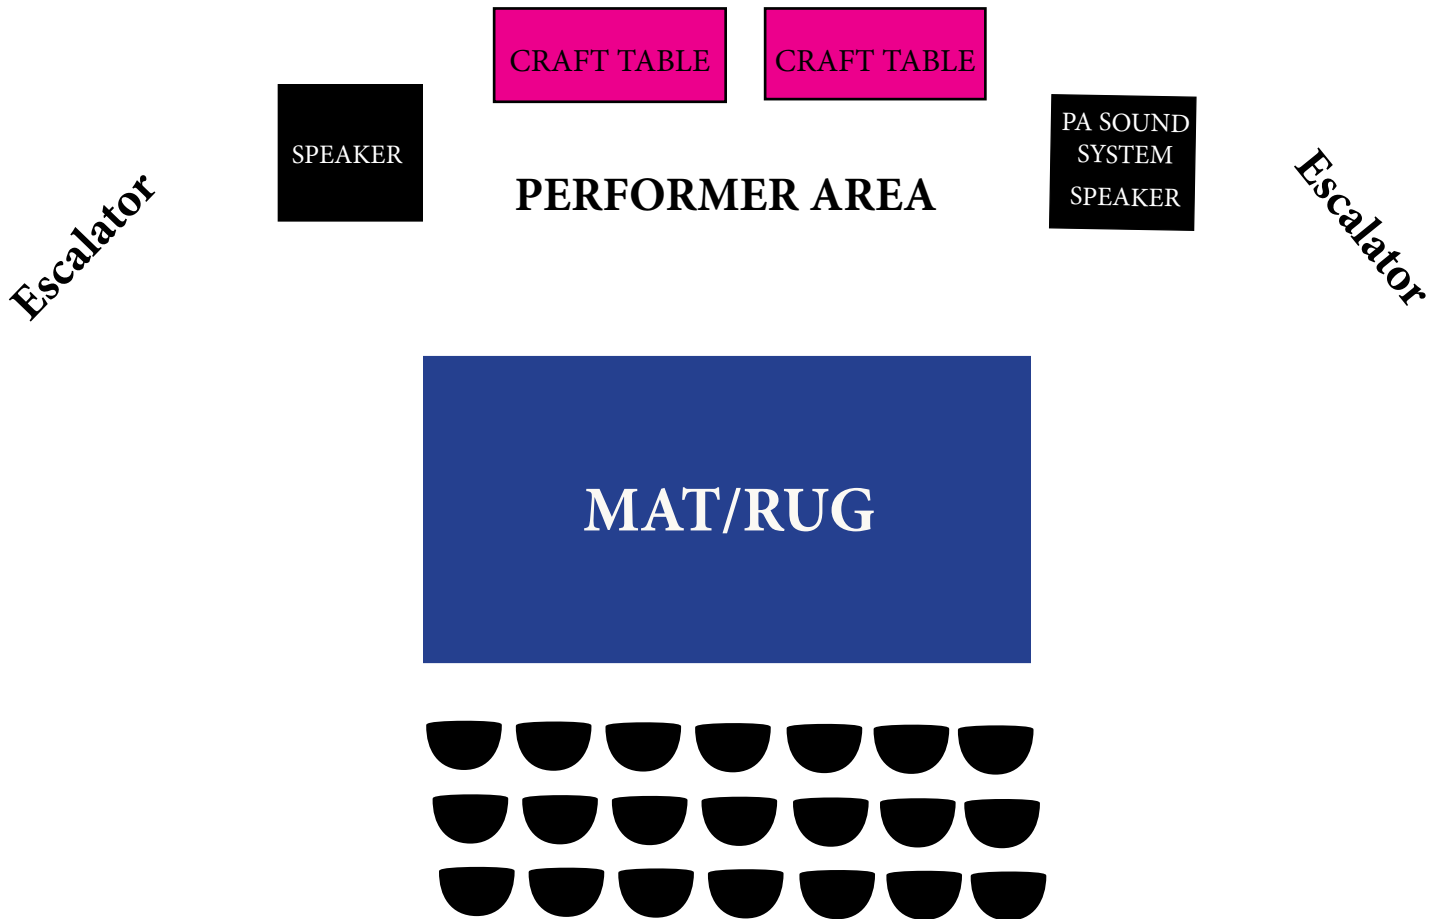 CRAFT TABLE
CRAFT TABLE
SPEAKER
PA SOUND
SYSTEM
SPEAKER
PERFORMER AREA
Escalator
Escalator
MAT/RUG